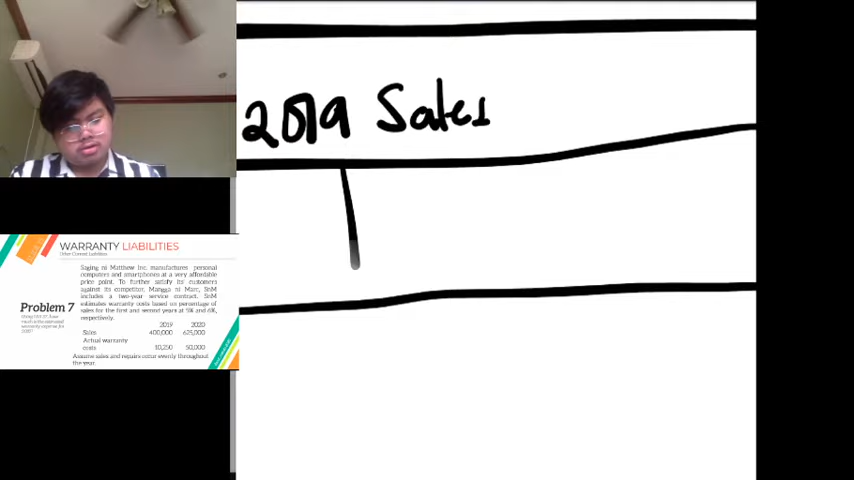 2019 Sales
WARRANTY LIABILITIES
Other Current Liabilities
Problem 7
Saging ni Matthew Inc. manufactures personal
computers and smartphones at a very affordable
price point. To further satisfy its customers
against its competitor, Mangga ni Marc, SnM
includes a two-year service contract. SnM
estimates warranty costs based on percentage of
sales for the first and second years at 5% and 6%,
respectively.
2019 2020
Sales 400,000 625,000
Actual warranty
costs 10,250 50,000
Assume sales and repairs occur evenly throughout
the year.